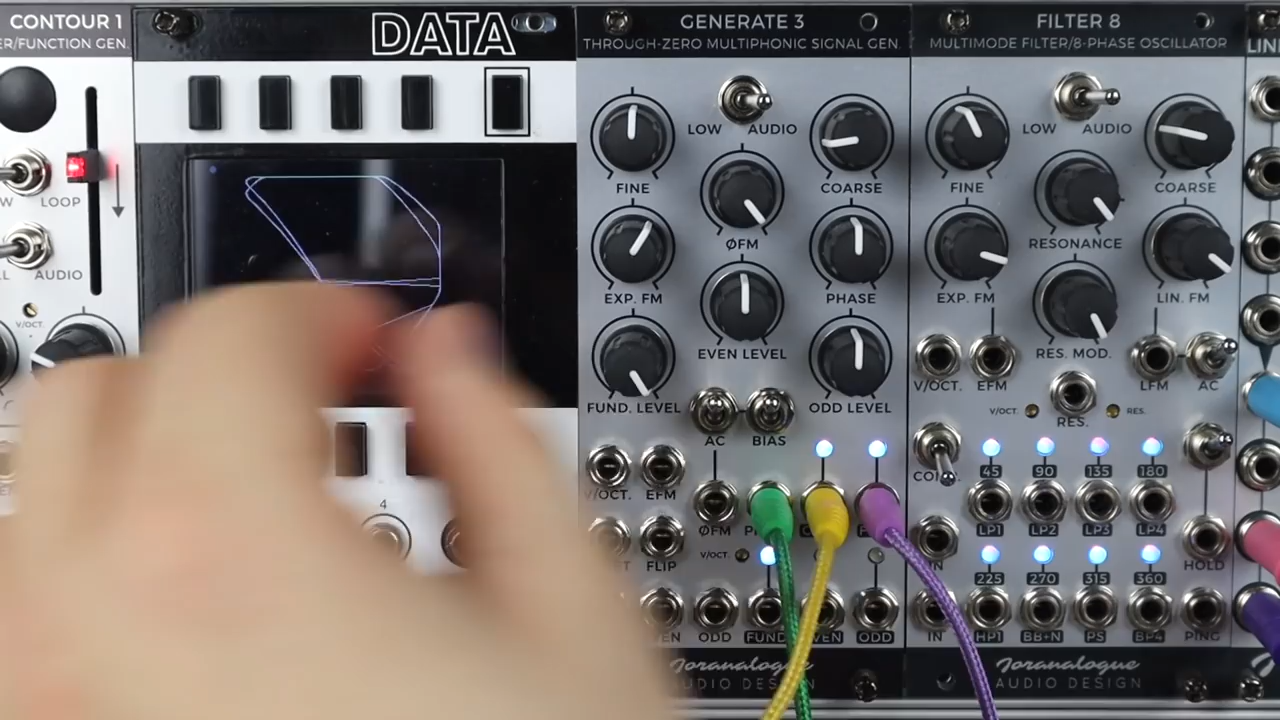 CONTOUR 1
ER/FUNCTION GEN.
LOOP
AUDIO
V/OCT.
DATA
4
GENERATE 3
THROUGH-ZERO MULTIPHONIC SIGNAL GEN.
LOW AUDIO
FINE
COARSE
ØFM
EXP. FM
PHASE
EVEN LEVEL
FUND. LEVEL
ODD LEVEL
AC
BIAS
V/OCT.
EFM
ØFM
FLIP
V/OCT.
ODD
FUND
ODD
Joranalogue
AUDIO DESIGN
FILTER 8
MULTIMODE FILTER/8-PHASE OSCILLATOR
LOW AUDIO
FINE
COARSE
RESONANCE
EXP. FM
LIN. FM
RES. MOD.
V/OCT.
EFM
LFM
AC
V/OCT.
RES.
RES.
45 90 135 180
LP1 LP2 LP3 LP4
IN
HOLD
225 270 315 360
IN
HP1 BB+N PS BP4
PING
Joranalogue
AUDIO DESIGN